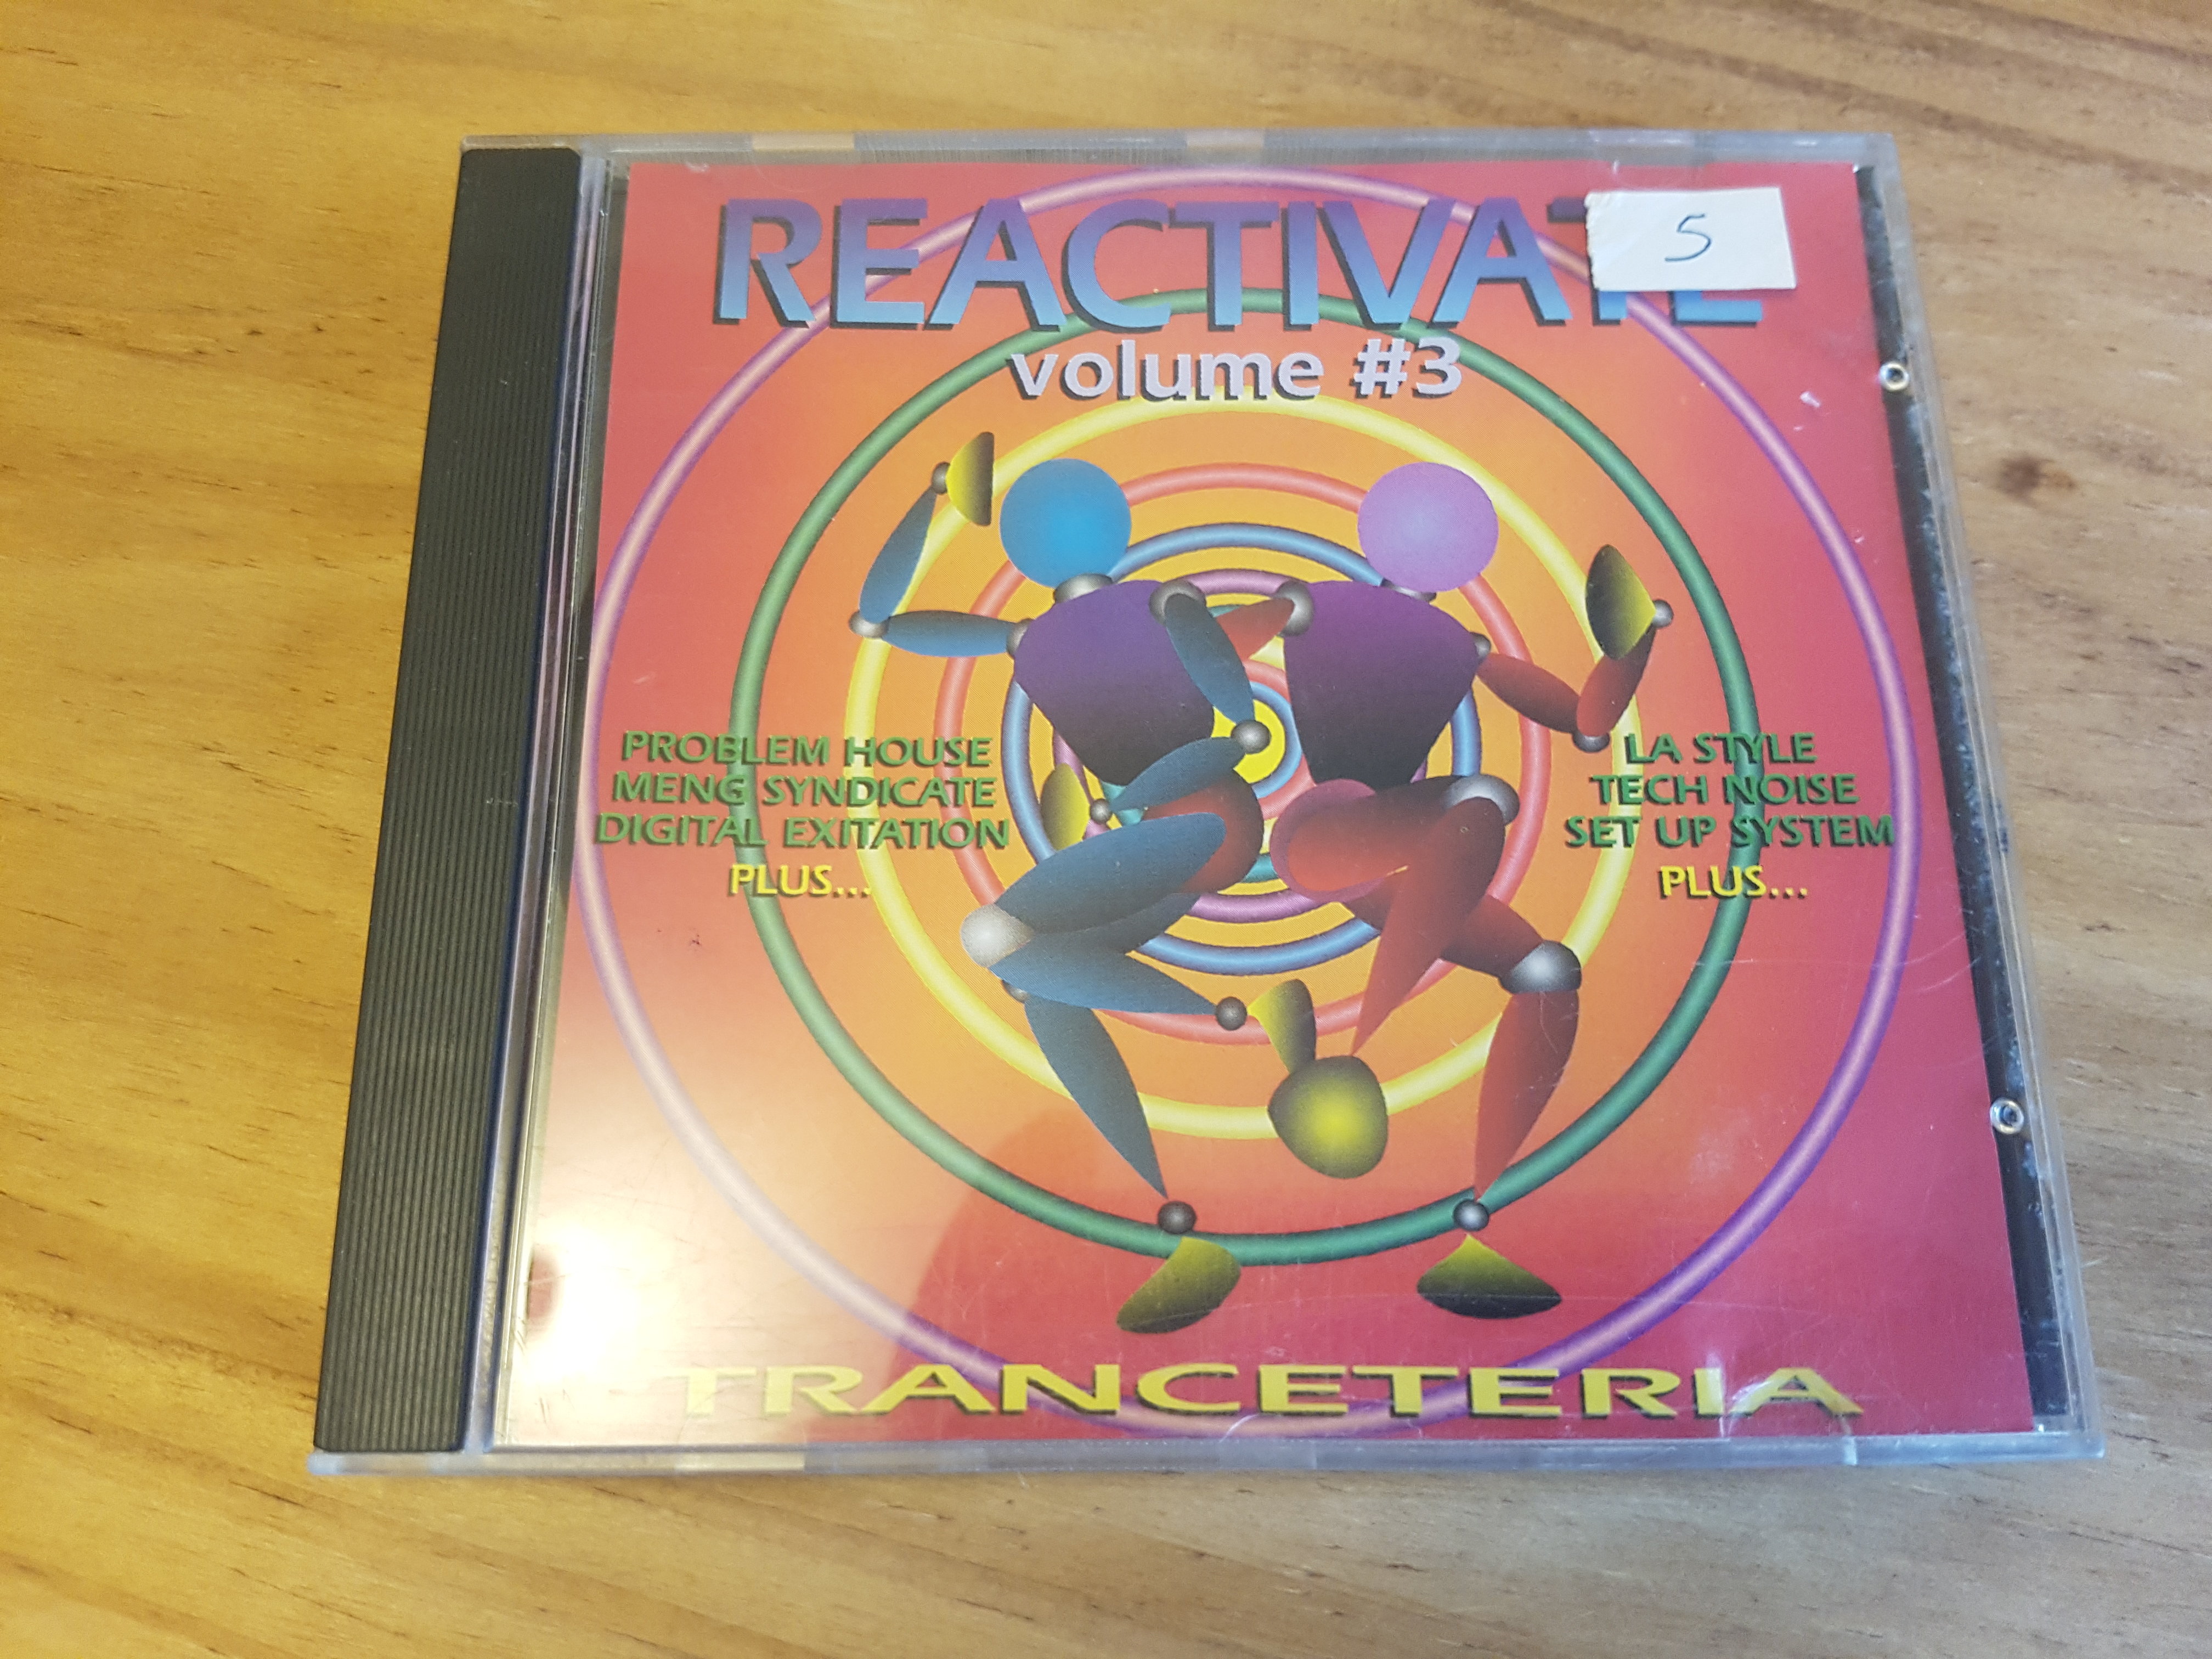 REACTIVATE
5
volume #3
PROBLEM HOUSE
MENG SYNDICATE
DIGITAL EXITATION
PLUS...
LA STYLE
TECH NOISE
SET UP SYSTEM
PLUS...
TRANCETERIA